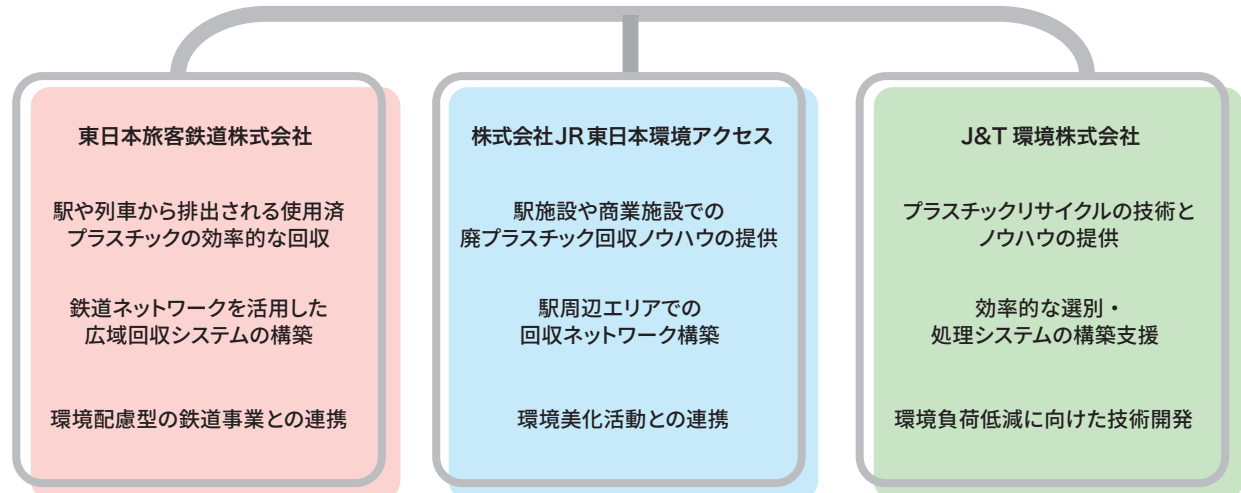 東日本旅客鉄道株式会社
駅や列車から排出される使用済
プラスチックの効率的な回収
鉄道ネットワークを活用した
広域回収システムの構築
環境配慮型の鉄道事業との連携
株式会社JR東日本環境アクセス
駅施設や商業施設での
廃プラスチック回収ノウハウの提供
駅周辺エリアでの
回収ネットワーク構築
環境美化活動との連携
J&T 環境株式会社
プラスチックリサイクルの技術と
ノウハウの提供
効率的な選別・
処理システムの構築支援
環境負荷低減に向けた技術開発